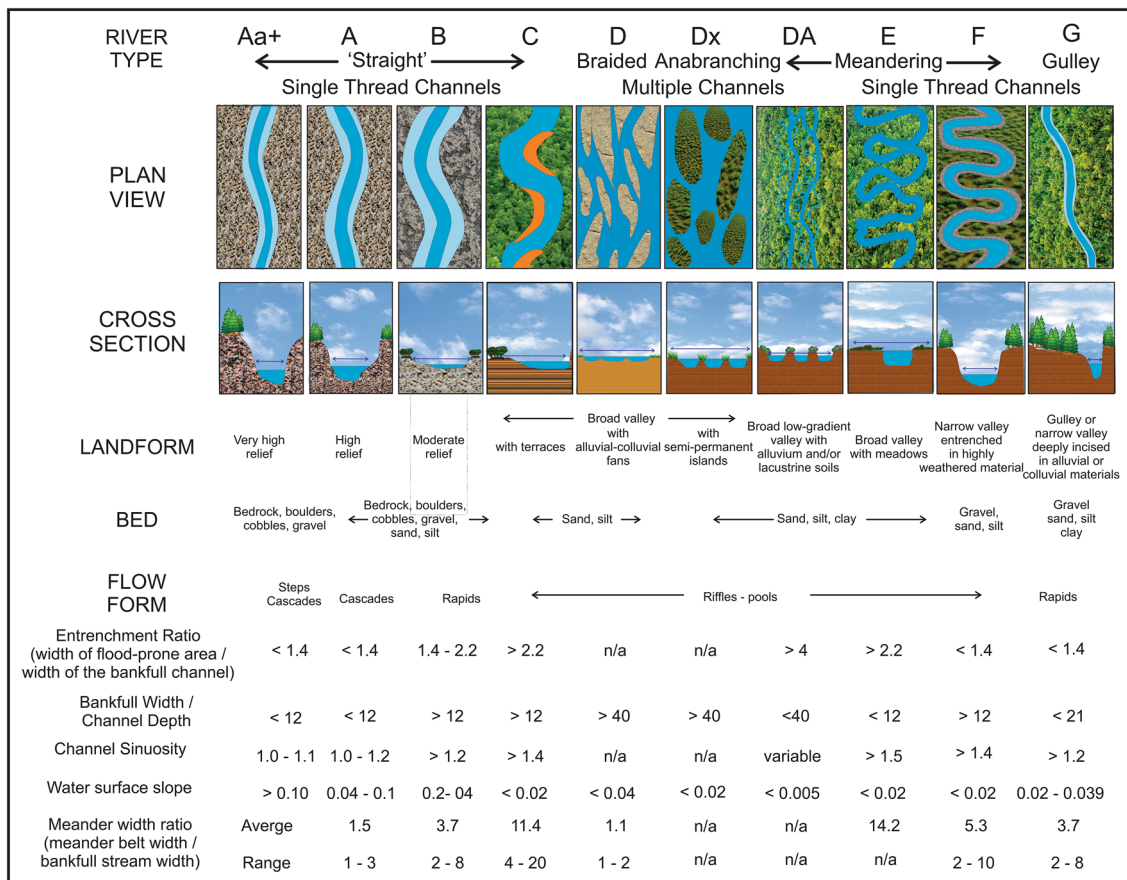 RIVER TYPE Aa+ A B C D Dx DA E F G
'Straight' Braided Anabranching Meandering Gulley
Single Thread Channels Multiple Channels Single Thread Channels
PLAN VIEW
CROSS SECTION
LANDFORM
Very high relief
High relief
Moderate relief
with terraces
Broad valley with alluvial-colluvial fans
with semi-permanent islands
Broad low-gradient valley with alluvium and/or lacustrine soils
Broad valley with meadows
Narrow valley entrenched in highly weathered material
Gulley or narrow valley deeply incised in alluvial or colluvial materials
BED
Bedrock, boulders, cobbles, gravel
Bedrock, boulders, cobbles, gravel, sand, silt
Sand, silt
Sand, silt, clay
Gravel, sand, silt
Gravel sand, silt clay
FLOW FORM
Steps Cascades
Cascades
Rapids
Riffles - pools
Rapids
Entrenchment Ratio (width of flood-prone area / width of the bankfull channel) < 1.4 < 1.4 1.4 - 2.2 > 2.2 n/a n/a > 4 > 2.2 < 1.4 < 1.4
Bankfull Width / Channel Depth < 12 < 12 > 12 > 12 > 40 > 40 <40 < 12 > 12 < 21
Channel Sinuosity 1.0 - 1.1 1.0 - 1.2 > 1.2 > 1.4 n/a n/a variable > 1.5 > 1.4 > 1.2
Water surface slope > 0.10 0.04 - 0.1 0.2- 04 < 0.02 < 0.04 < 0.02 < 0.005 < 0.02 < 0.02 0.02 - 0.039
Meander width ratio (meander belt width / bankfull stream width)
Averge 1.5 3.7 11.4 1.1 n/a n/a 14.2 5.3 3.7
Range 1 - 3 2 - 8 4 - 20 1 - 2 n/a n/a n/a 2 - 10 2 - 8